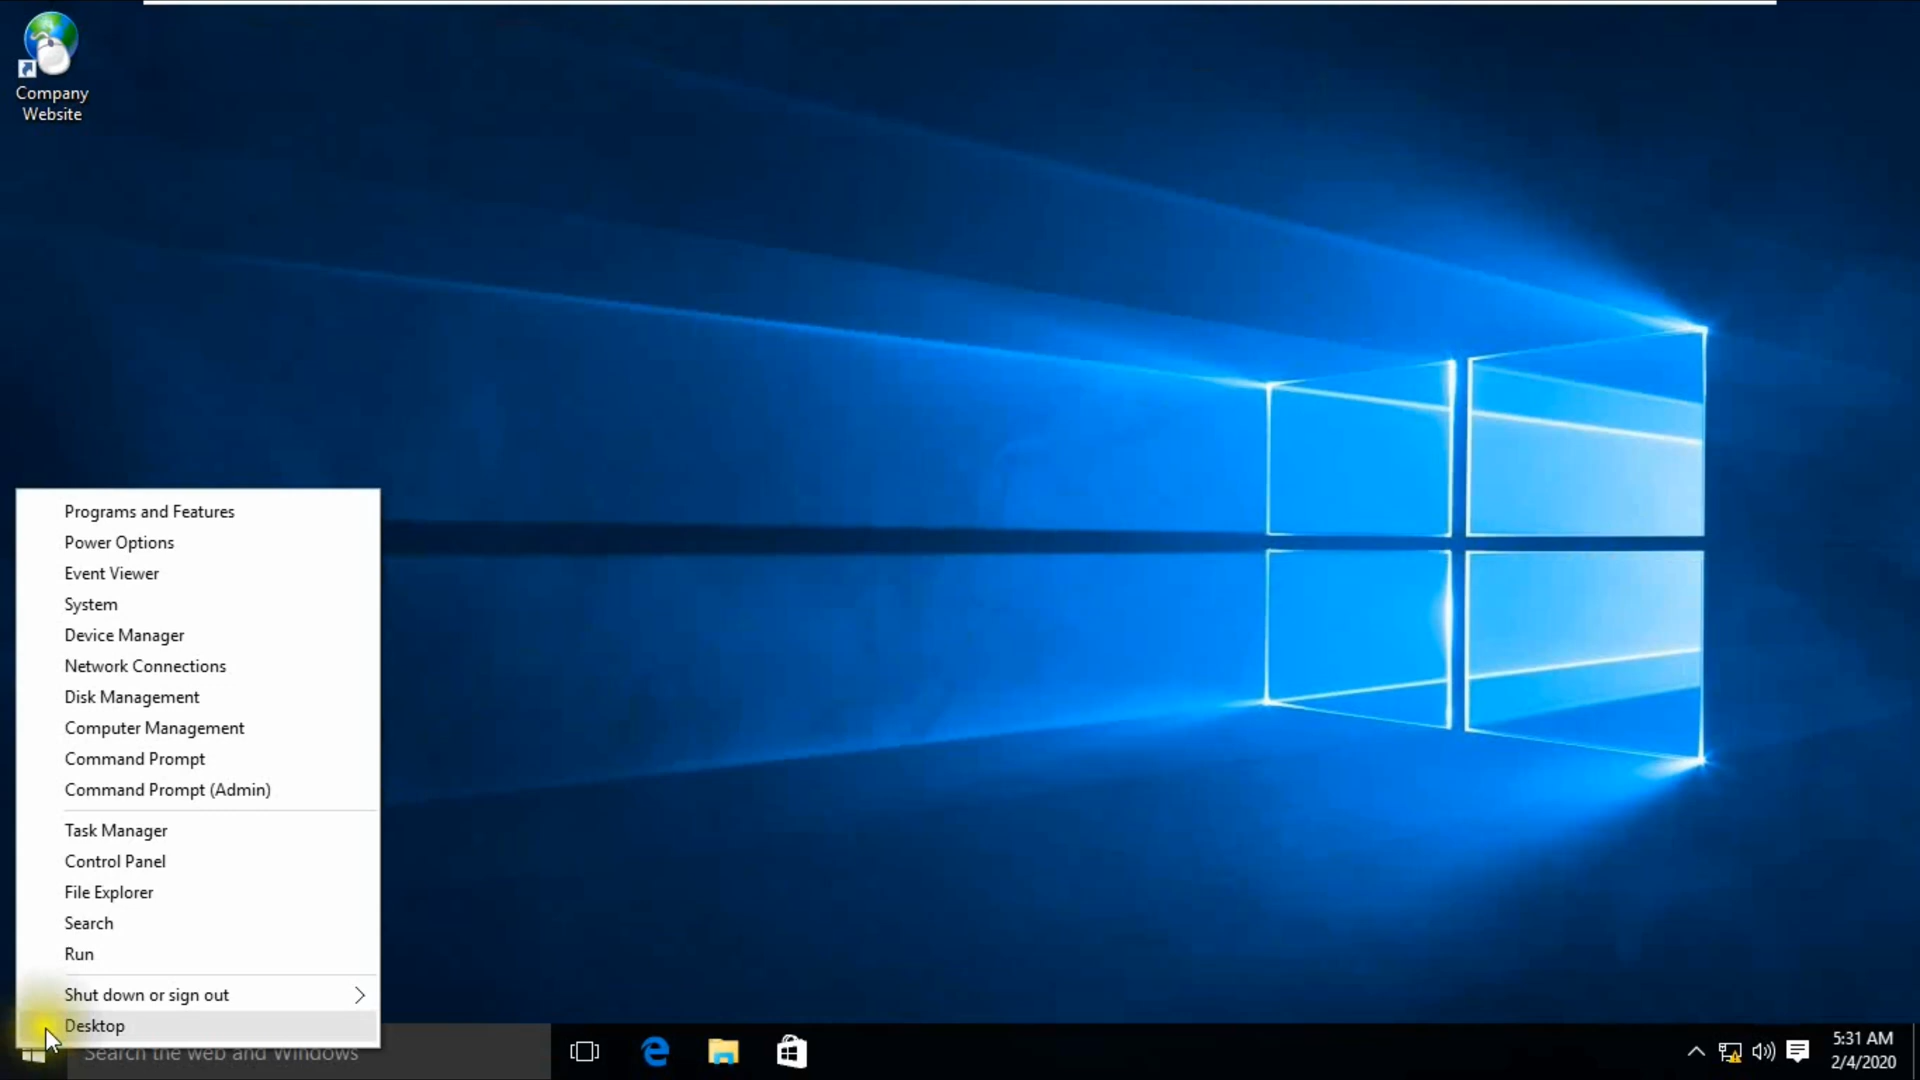 Company
Website
Programs and Features
Power Options
Event Viewer
System
Device Manager
Network Connections
Disk Management
Computer Management
Command Prompt
Command Prompt (Admin)
Task Manager
Control Panel
File Explorer
Search
Run
Shut down or sign out
Desktop
Search the web and Windows
5:31 AM
2/4/2020